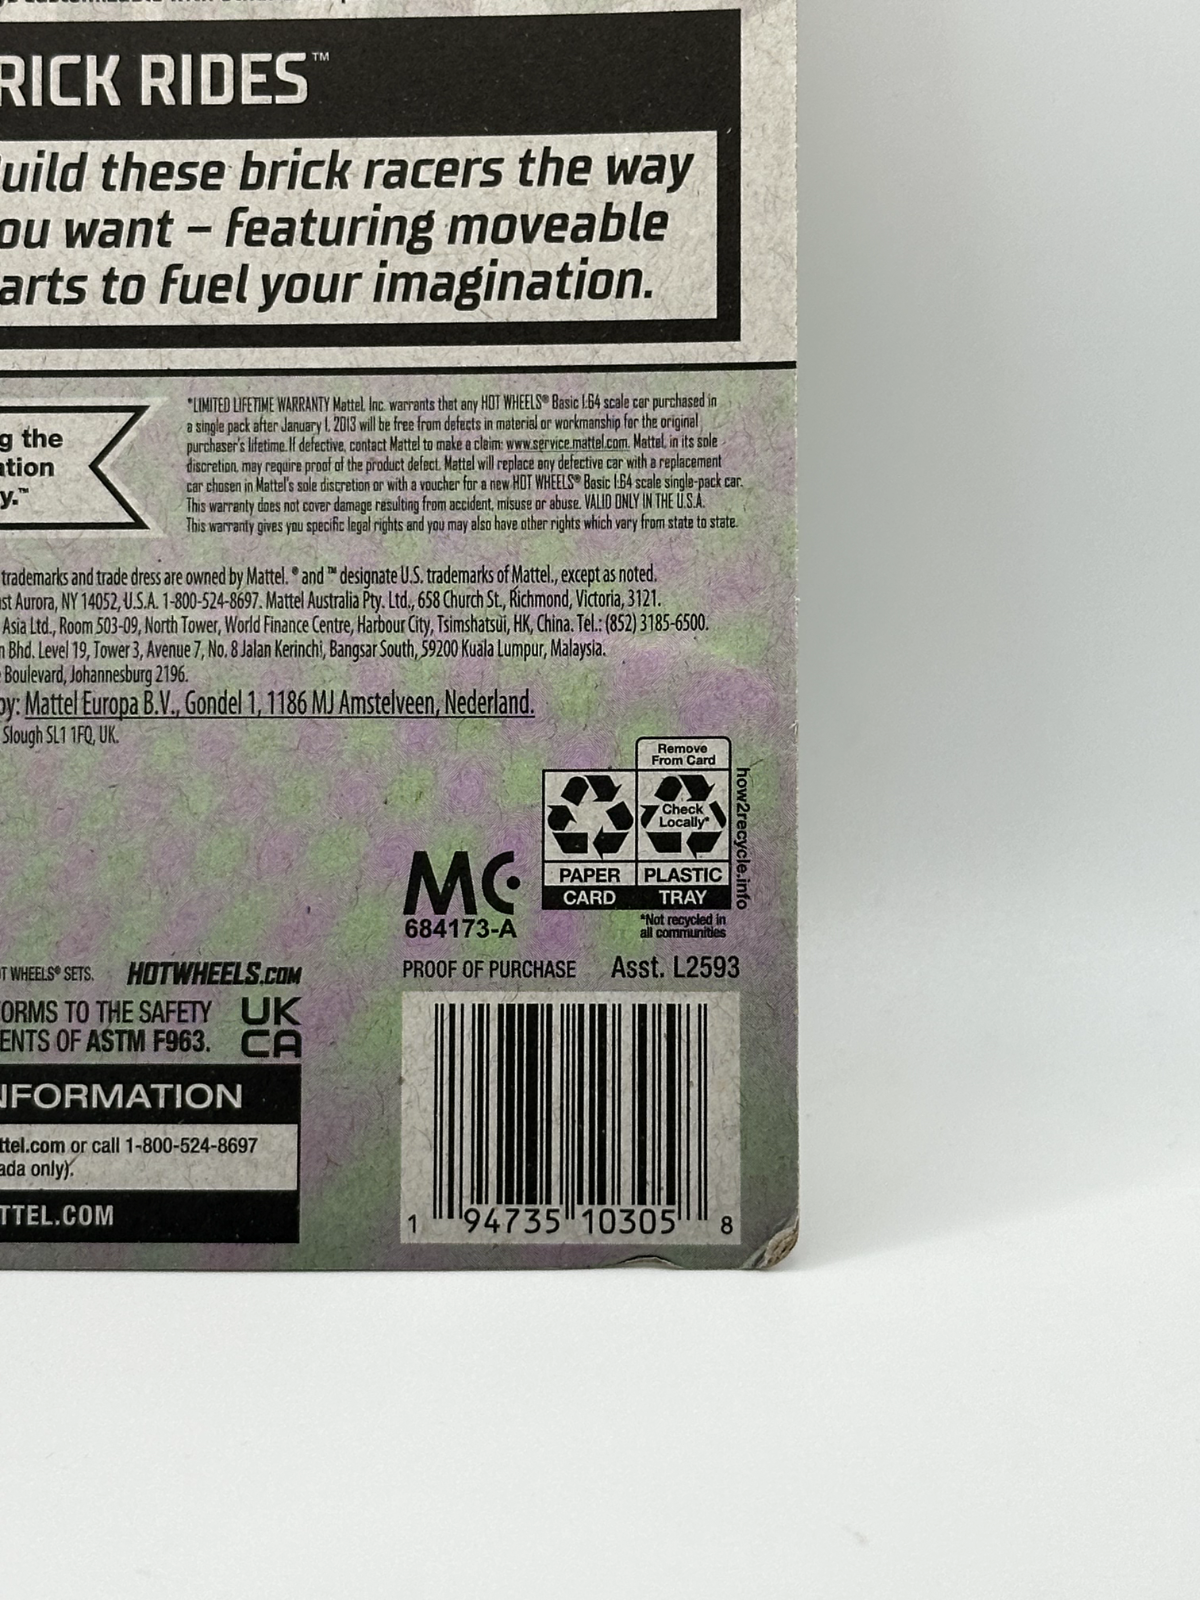 RICK RIDES™
uild these brick racers the way
ou want – featuring moveable
arts to fuel your imagination.
g the
ation
y.™
*LIMITED LIFETIME WARRANTY Mattel, Inc. warrants that any HOT WHEELS® Basic 1:64 scale car purchased in
a single pack after January 1, 2013 will be free from defects in material or workmanship for the original
purchaser's lifetime. If defective, contact Mattel to make a claim: www.service.mattel.com. Mattel, in its sole
discretion, may require proof of the product defect. Mattel will replace any defective car with a replacement
car chosen in Mattel's sole discretion or with a voucher for a new HOT WHEELS® Basic 1:64 scale single-pack car.
This warranty does not cover damage resulting from accident, misuse or abuse. VALID ONLY IN THE U.S.A.
This warranty gives you specific legal rights and you may also have other rights which vary from state to state.
trademarks and trade dress are owned by Mattel. ® and ™ designate U.S. trademarks of Mattel., except as noted.
st Aurora, NY 14052, U.S.A. 1-800-524-8697. Mattel Australia Pty. Ltd., 658 Church St., Richmond, Victoria, 3121.
Asia Ltd., Room 503-09, North Tower, World Finance Centre, Harbour City, Tsimshatsui, HK, China. Tel.: (852) 3185-6500.
n Bhd. Level 19, Tower 3, Avenue 7, No. 8 Jalan Kerinchi, Bangsar South, 59200 Kuala Lumpur, Malaysia.
Boulevard, Johannesburg 2196.
by: Mattel Europa B.V., Gondel 1, 1186 MJ Amstelveen, Nederland.
Slough SL1 1FQ, UK.
Remove
From Card
Check
Locally*
PAPER
PLASTIC
CARD
TRAY
how2recycle.info
*Not recycled in
all communities
MC
684173-A
PROOF OF PURCHASE Asst. L2593
OT WHEELS® SETS. HOTWHEELS.COM
ORMS TO THE SAFETY
ENTS OF ASTM F963.
UK
CA
NFORMATION
ttel.com or call 1-800-524-8697
ada only).
TTEL.COM
1 94735 10305 8